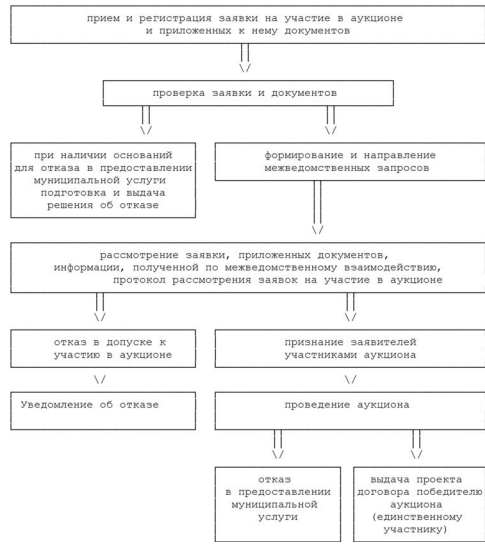 прием и регистрация заявки на участие в аукционе
и приложенных к нему документов
проверка заявки и документов
при наличии оснований
для отказа в предоставлении
муниципальной услуги
подготовка и выдача
решения об отказе
формирование и направление
межведомственных запросов
рассмотрение заявки, приложенных документов,
информации, полученной по межведомственному взаимодействию,
протокол рассмотрения заявок на участие в аукционе
отказ в допуске к
участию в аукционе
признание заявителей
участниками аукциона
Уведомление об отказе
проведение аукциона
отказ
в предоставлении
муниципальной
услуги
выдача проекта
договора победителю
аукциона
(единственному
участнику)